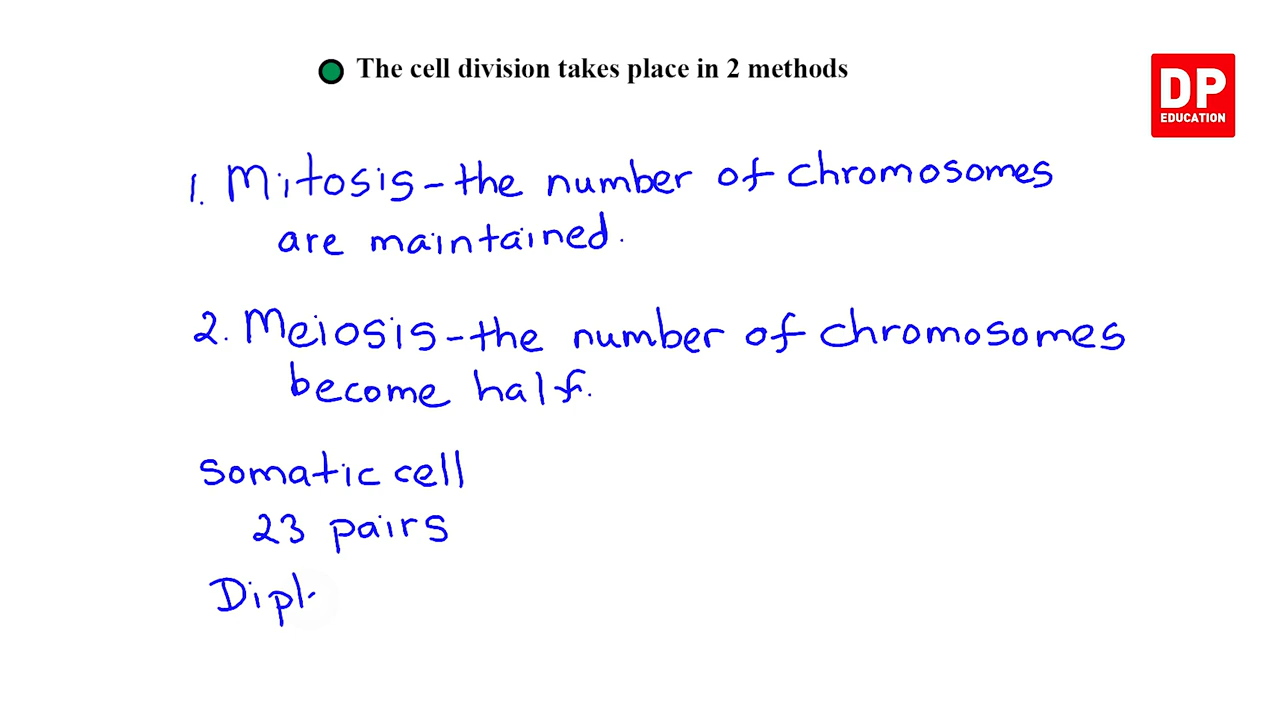 The cell division takes place in 2 methods
DP
EDUCATION
1. Mitosis - the number of chromosomes
are maintained.
2. Meiosis - the number of chromosomes
become half.
Somatic cell
23 pairs
Dipl